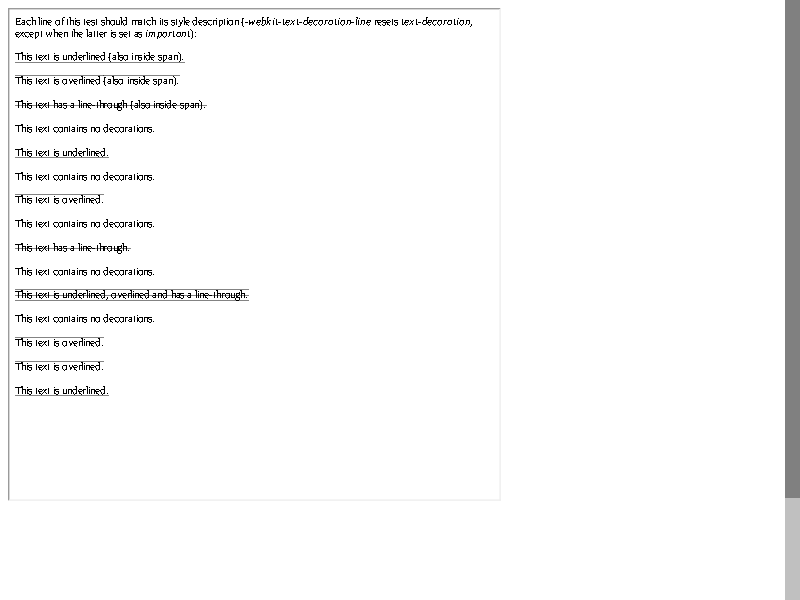 Each line of this test should match its style description (-webkit-text-decoration-line resets text-decoration,
except when the latter is set as important):
This text is underlined (also inside span).
This text is overlined (also inside span).
This text has a line-through (also inside span).
This text contains no decorations.
This text is underlined.
This text contains no decorations.
This text is overlined.
This text contains no decorations.
This text has a line-through.
This text contains no decorations.
This text is underlined, overlined and has a line-through.
This text contains no decorations.
This text is overlined.
This text is overlined.
This text is underlined.